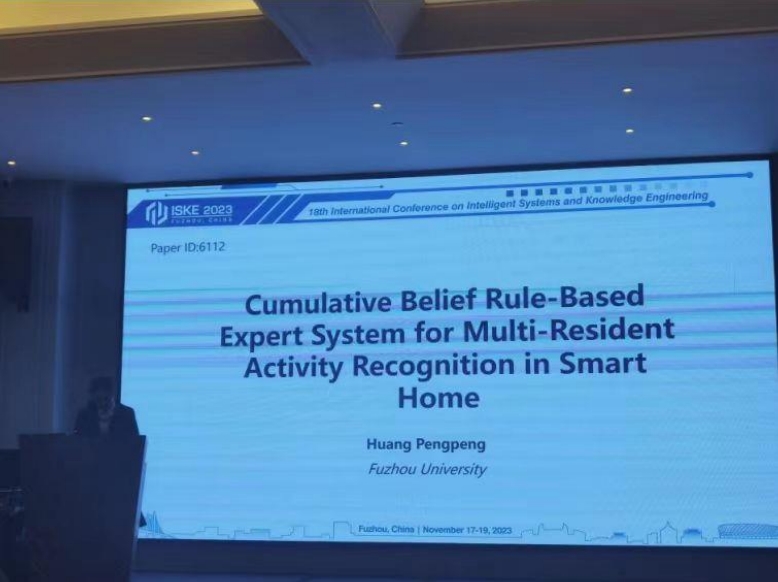 ISKE 2023
FUZHOU, CHINA
18th International Conference on Intelligent Systems and Knowledge Engineering
Paper ID:6112
Cumulative Belief Rule-Based
Expert System for Multi-Resident
Activity Recognition in Smart
Home
Huang Pengpeng
Fuzhou University
Fuzhou, China | November 17-19, 2023